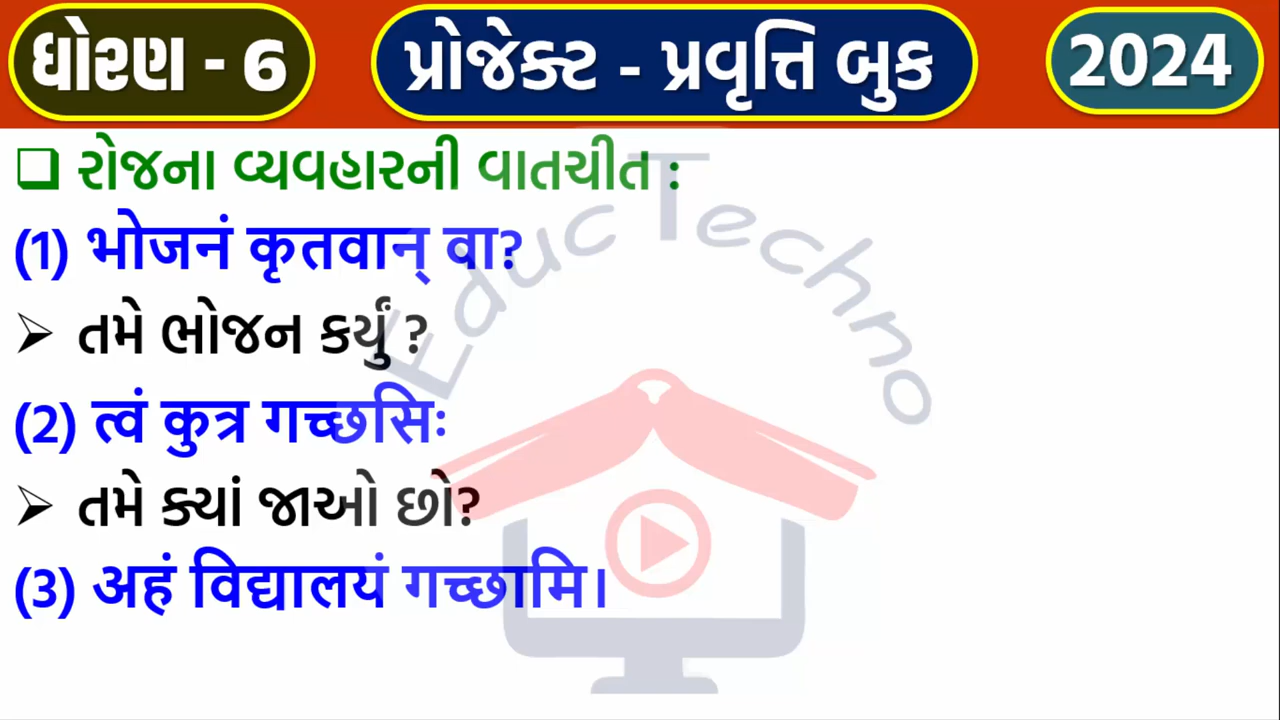 ધોરણ - 6 પ્રોજેક્ટ - પ્રવૃત્તિ બુક 2024
❑ રોજના વ્યવહારની વાતચીત :
(1) भोजनं कृतवान् वा?
➢ તમે ભોજન કર્યું ?
(2) त्वं कुत्र गच्छसिः
➢ તમે ક્યાં જાઓ છો?
(3) अहं विद्यालयं गच्छामि।
EducTechno